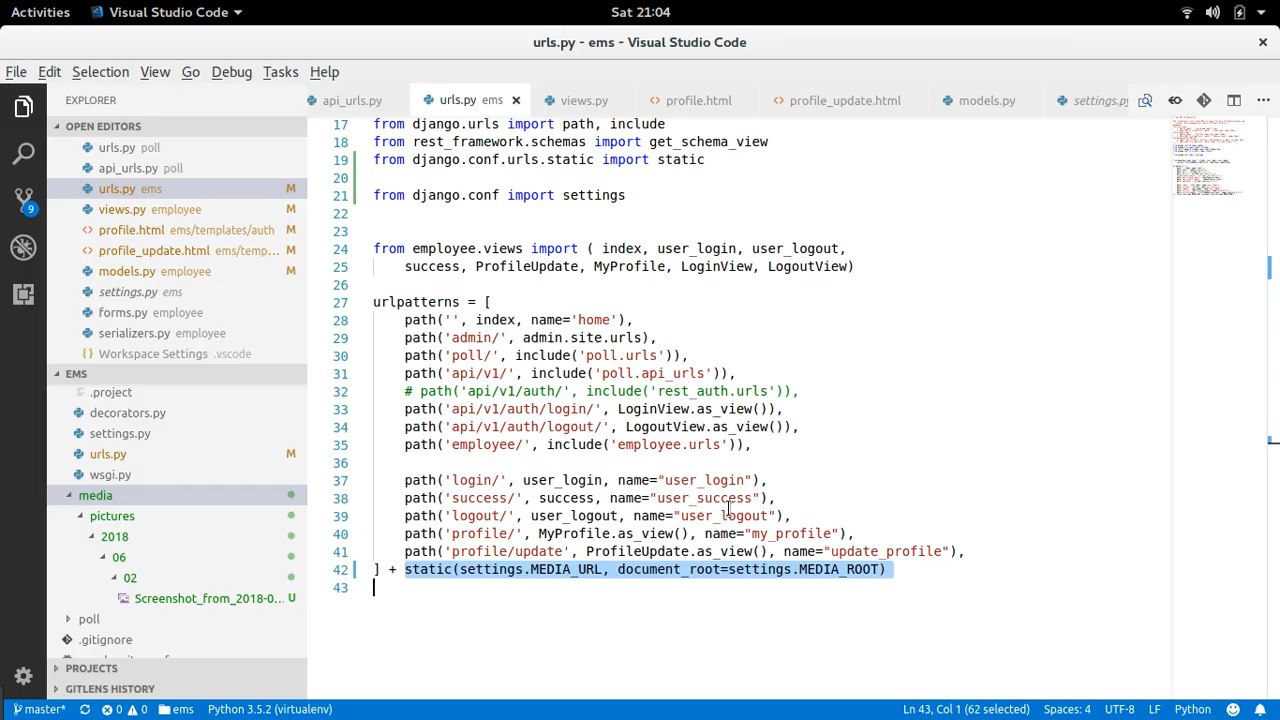 Activities Visual Studio Code Sat 21:04
urls.py - ems - Visual Studio Code ×
File Edit Selection View Go Debug Tasks Help
EXPLORER
api_urls.py urls.py ems × views.py profile.html profile_update.html models.py settings.py ...
OPEN EDITORS
urls.py poll
api_urls.py poll
urls.py ems M
views.py employee M
profile.html ems/templates/auth M
profile_update.html ems/temp... M
models.py employee M
settings.py ems
forms.py employee
serializers.py employee
{} Workspace Settings .vscode
EMS
.project
decorators.py
settings.py
urls.py M
wsgi.py
media
pictures
2018
06
02
Screenshot_from_2018-0... U
poll
.gitignore
PROJECTS
GITLENS HISTORY
9
17 from django.urls import path, include
18 from rest_framework.schemas import get_schema_view
19 from django.conf.urls.static import static
20
21 from django.conf import settings
22
23
24 from employee.views import ( index, user_login, user_logout,
25 success, ProfileUpdate, MyProfile, LoginView, LogoutView)
26
27 urlpatterns = [
28 path('', index, name='home'),
29 path('admin/', admin.site.urls),
30 path('poll/', include('poll.urls')),
31 path('api/v1/', include('poll.api_urls')),
32 # path('api/v1/auth/', include('rest_auth.urls')),
33 path('api/v1/auth/login/', LoginView.as_view()),
34 path('api/v1/auth/logout/', LogoutView.as_view()),
35 path('employee/', include('employee.urls')),
36
37 path('login/', user_login, name="user_login"),
38 path('success/', success, name="user_success"),
39 path('logout/', user_logout, name="user_logout"),
40 path('profile/', MyProfile.as_view(), name="my_profile"),
41 path('profile/update', ProfileUpdate.as_view(), name="update_profile"),
42 ] + static(settings.MEDIA_URL, document_root=settings.MEDIA_ROOT)
43
master* 0 0 ems Python 3.5.2 (virtualenv) Ln 43, Col 1 (62 selected) Spaces: 4 UTF-8 LF Python